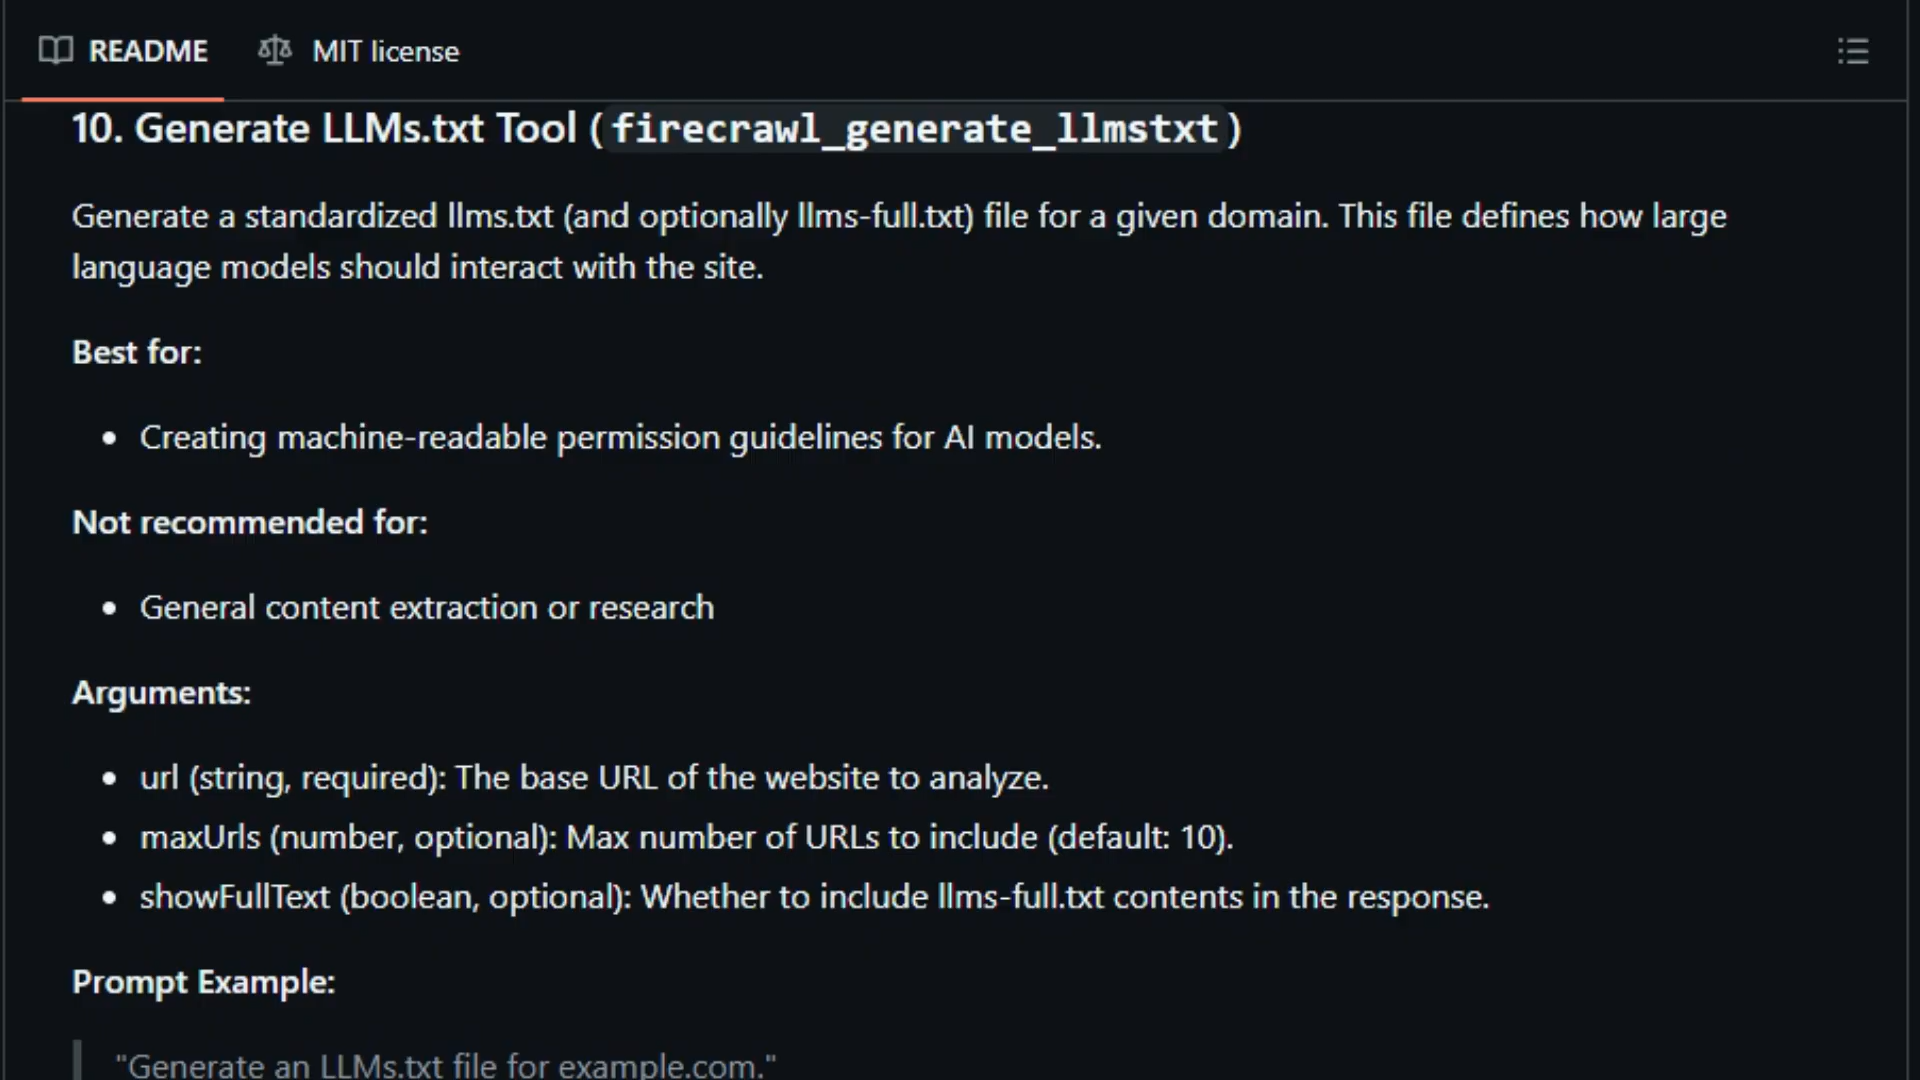 README
MIT license
10. Generate LLMs.txt Tool (firecrawl_generate_llmstxt)
Generate a standardized llms.txt (and optionally llms-full.txt) file for a given domain. This file defines how large
language models should interact with the site.
Best for:
• Creating machine-readable permission guidelines for AI models.
Not recommended for:
• General content extraction or research
Arguments:
• url (string, required): The base URL of the website to analyze.
• maxUrls (number, optional): Max number of URLs to include (default: 10).
• showFullText (boolean, optional): Whether to include llms-full.txt contents in the response.
Prompt Example:
"Generate an LLMs.txt file for example.com."